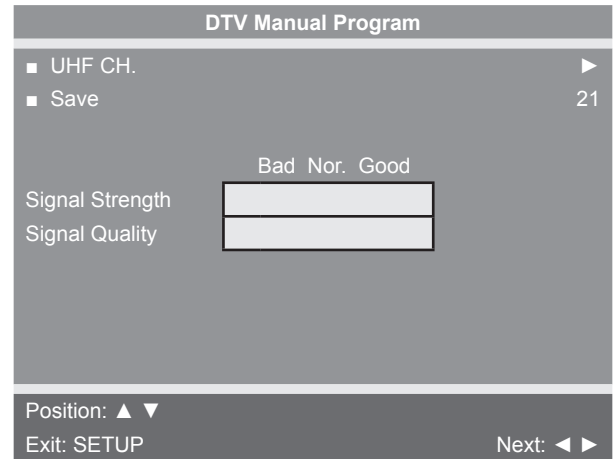 DTV Manual Program
■ UHF CH. ►
■ Save 21
Bad Nor. Good
Signal Strength
Signal Quality
Position: ▲ ▼
Exit: SETUP Next: ◄ ►